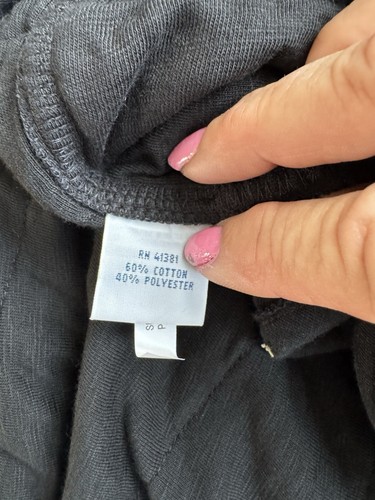 RN 41381
60% COTTON
40% POLYESTER
S
P